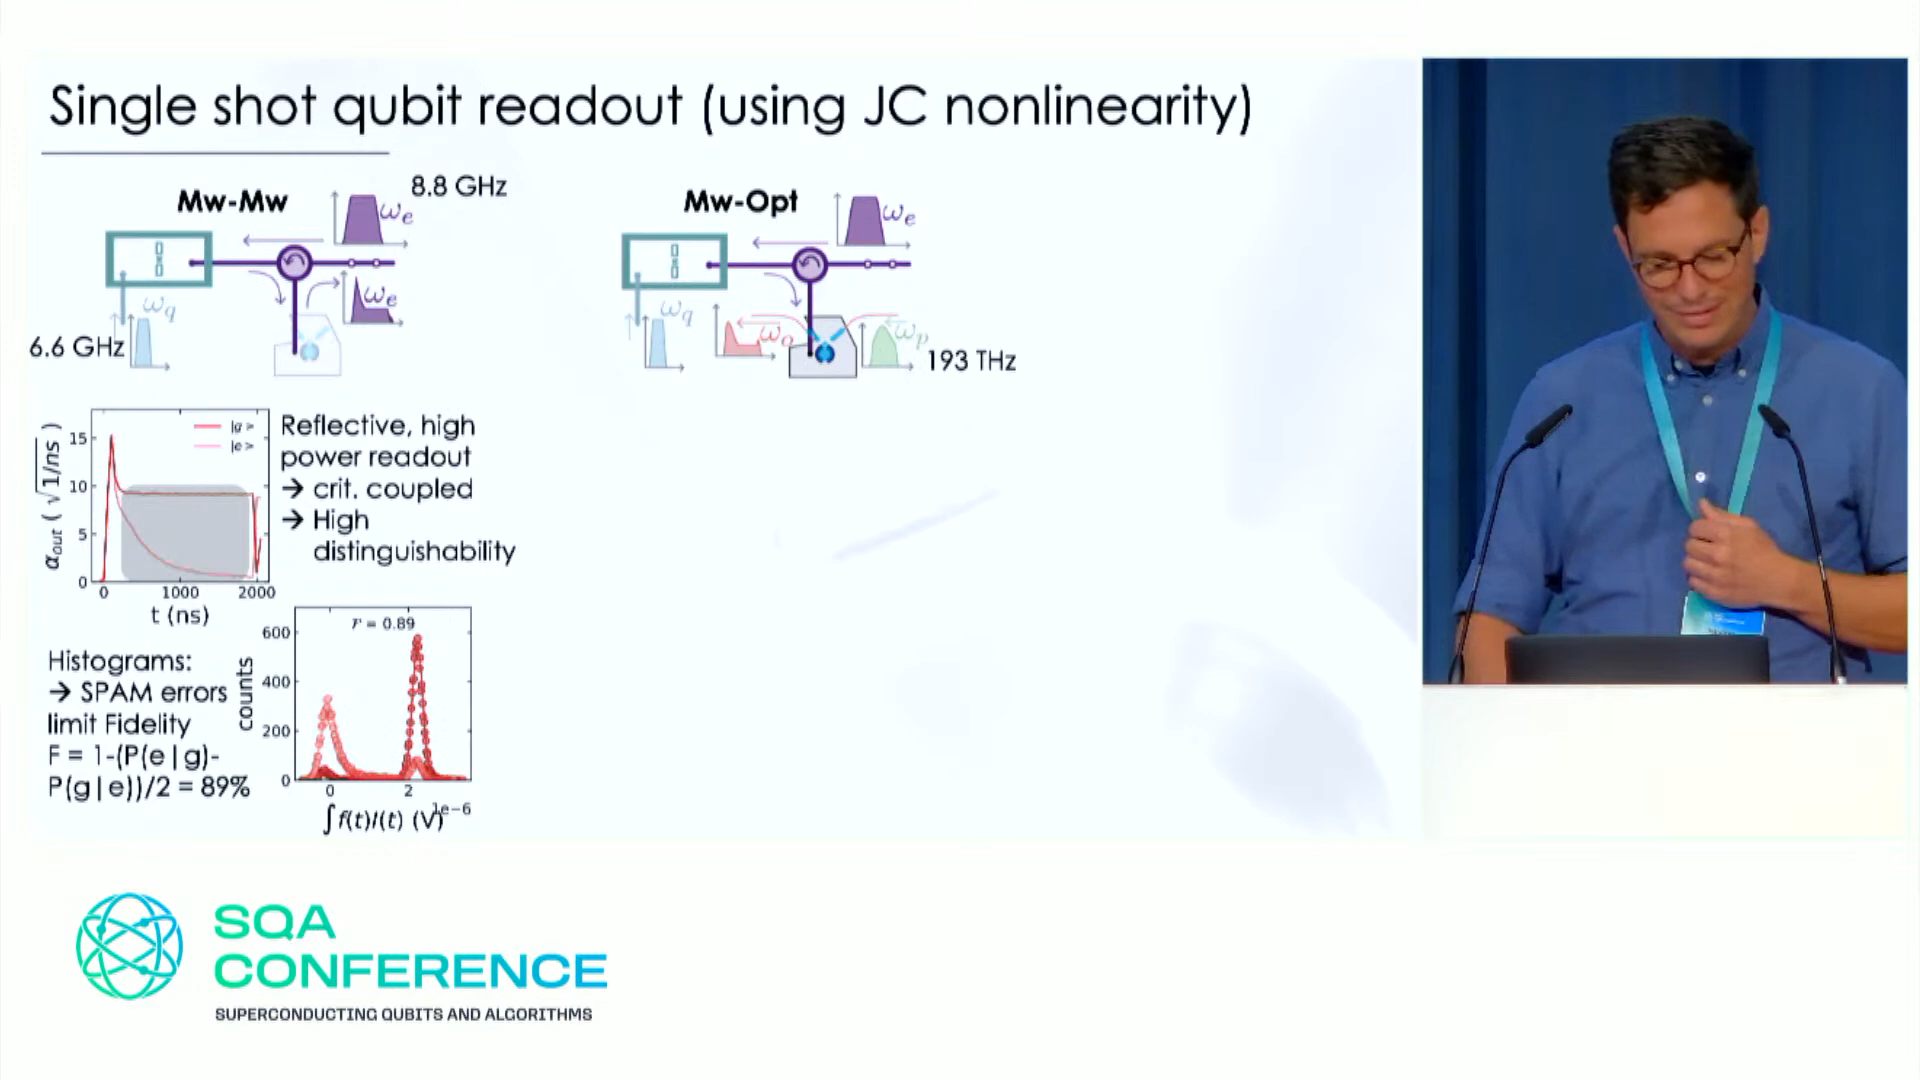 Single shot qubit readout (using JC nonlinearity)
Mw-Mw
8.8 GHz
ωe
ωe
ωq
6.6 GHz
Mw-Opt
ωe
ωq
ωo
ωp
193 THz
αout ( √1/ns )
15
10
5
0
|g >
|e >
0 1000 2000
t (ns)
Reflective, high
power readout
→ crit. coupled
→ High
distinguishability
Histograms:
→ SPAM errors
limit Fidelity
F = 1-(P(e|g)-
P(g|e))/2 = 89%
counts
600
400
200
0
F = 0.89
0 2
1e−6
∫f(t)I(t) (V)
SQA
CONFERENCE
SUPERCONDUCTING QUBITS AND ALGORITHMS